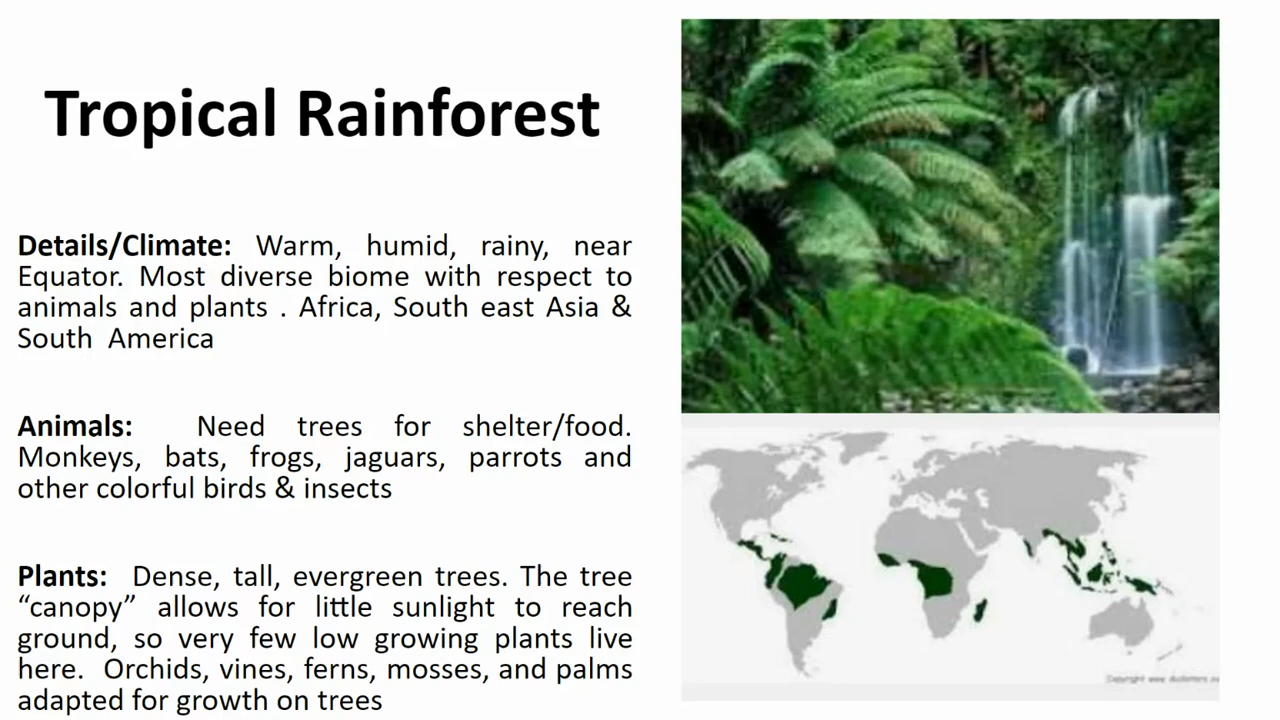 Tropical Rainforest
Details/Climate: Warm, humid, rainy, near
Equator. Most diverse biome with respect to
animals and plants . Africa, South east Asia &
South America
Animals: Need trees for shelter/food.
Monkeys, bats, frogs, jaguars, parrots and
other colorful birds & insects
Plants: Dense, tall, evergreen trees. The tree
“canopy” allows for little sunlight to reach
ground, so very few low growing plants live
here. Orchids, vines, ferns, mosses, and palms
adapted for growth on trees
Copyright www.